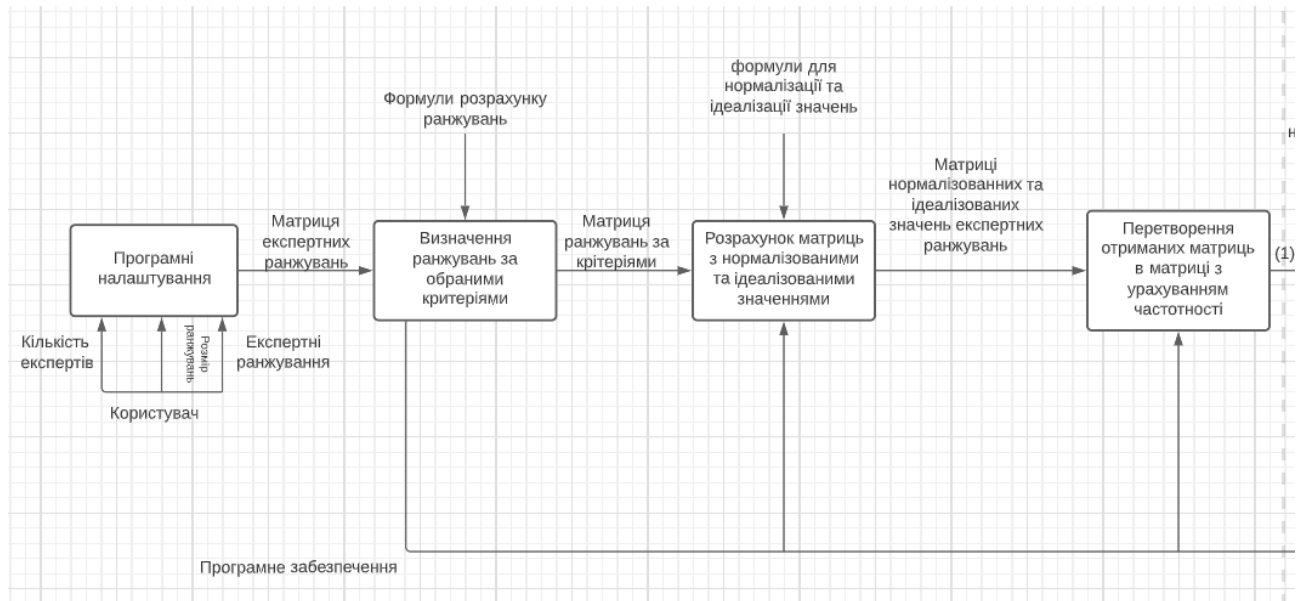 формули для
нормалізації та
ідеалізації значень
Формули розрахунку
ранжувань
н
Матриці
нормалізованних та
ідеалізованих
значень експертних
ранжувань
Матриця
експертних
ранжувань
Матриця
ранжувань за
крітеріями
Програмні
налаштування
Визначення
ранжувань за
обраними
критеріями
Розрахунок матриць
з нормалізованими
та ідеалізованими
значеннями
Перетворення
отриманих матриць
в матриці з
урахуванням
частотності
(1)
Кількість
експертів
Розмір
ранжувань
Експертні
ранжування
Користувач
Програмне забезпечення